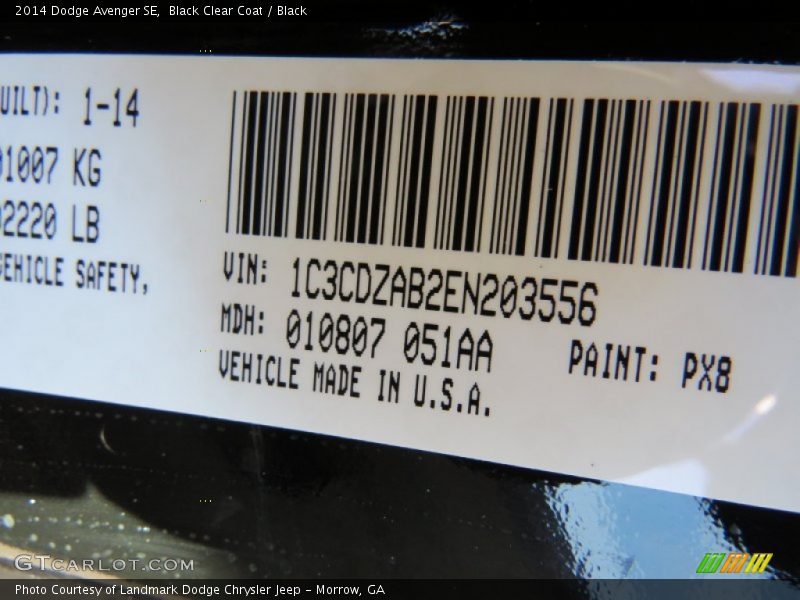 2014 Dodge Avenger SE,  Black Clear Coat / Black
UILT): 1-14
1007 KG
2220 LB
VEHICLE SAFETY,
VIN: 1C3CDZAB2EN203556
MDH: 010807 051AA
PAINT: PX8
VEHICLE MADE IN U.S.A.
GTCARLOT.COM
Photo Courtesy of Landmark Dodge Chrysler Jeep – Morrow, GA